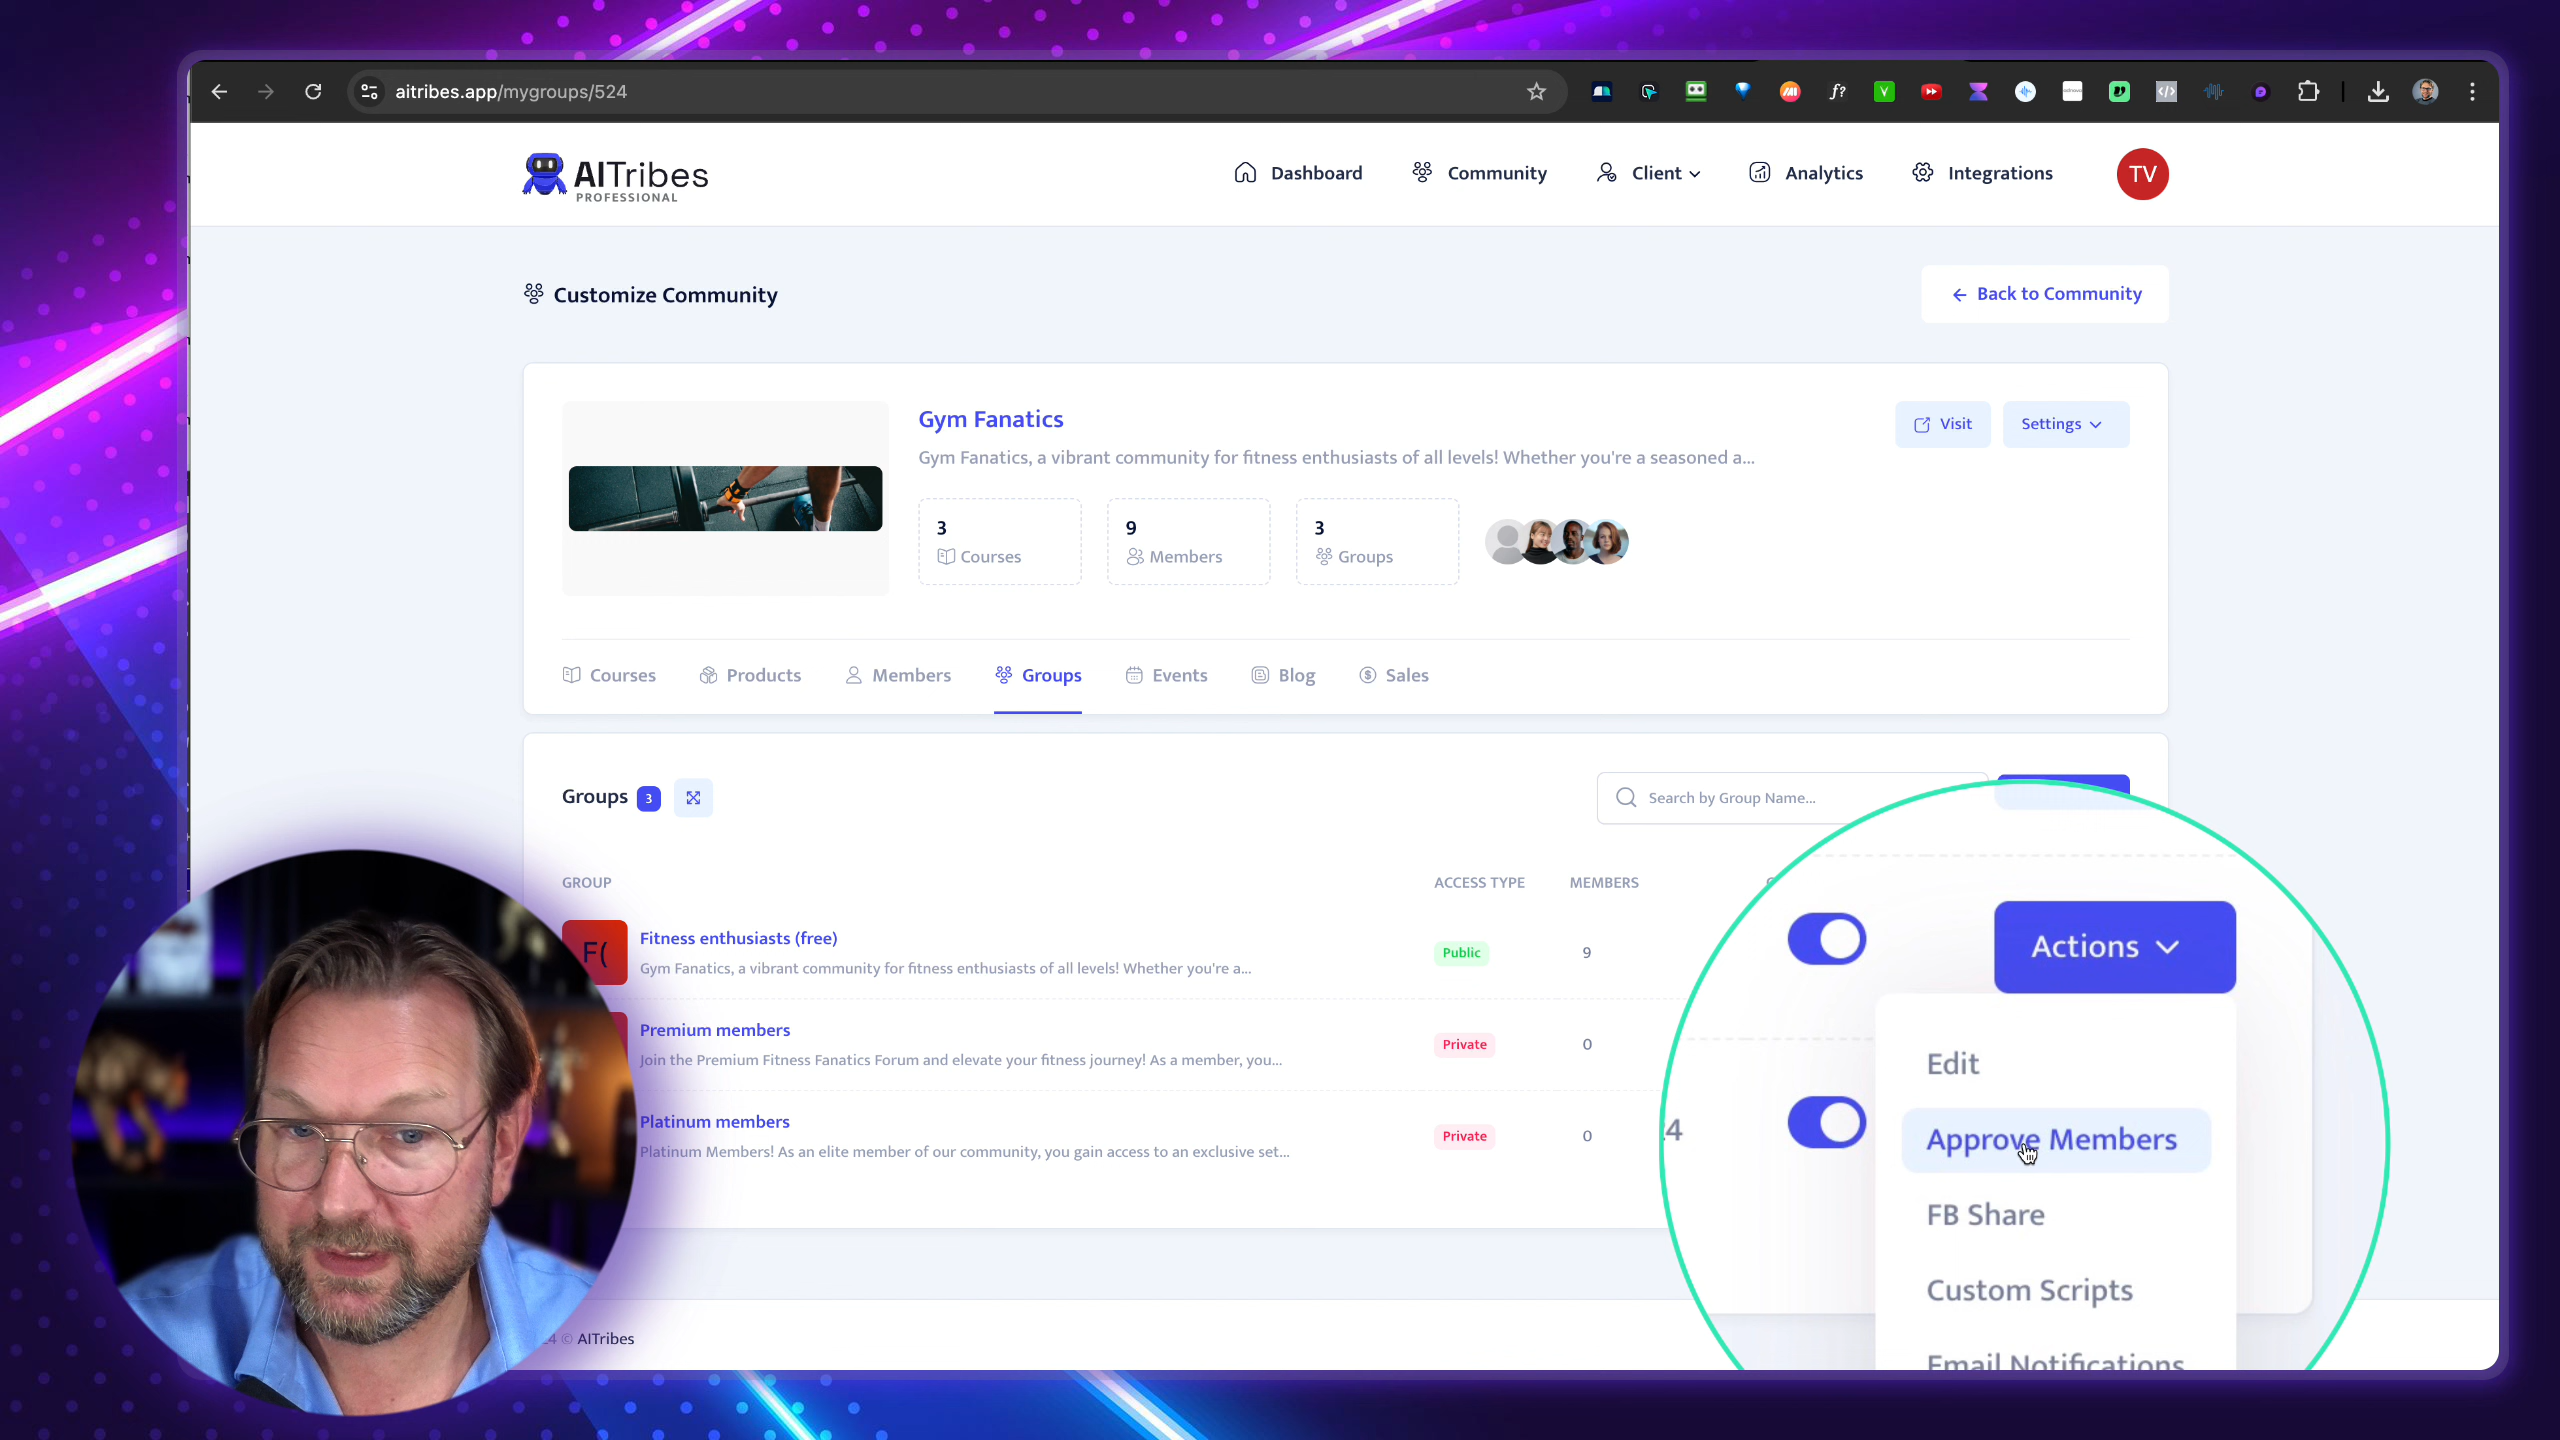 aitribes.app/mygroups/524
AITribes
PROFESSIONAL
Dashboard
Community
Client
Analytics
Integrations
TV
Customize Community
Back to Community
Gym Fanatics
Gym Fanatics, a vibrant community for fitness enthusiasts of all levels! Whether you're a seasoned a...
Visit
Settings
3
Courses
9
Members
3
Groups
Courses
Products
Members
Groups
Events
Blog
Sales
Groups 3
Search by Group Name...
GROUP
ACCESS TYPE
MEMBERS
F(
Fitness enthusiasts (free)
Gym Fanatics, a vibrant community for fitness enthusiasts of all levels! Whether you're a...
Public
9
Premium members
Join the Premium Fitness Fanatics Forum and elevate your fitness journey! As a member, you...
Private
0
Platinum members
Platinum Members! As an elite member of our community, you gain access to an exclusive set...
Private
0
4
Actions
Edit
Approve Members
FB Share
Custom Scripts
Email Notifications
4 © AITribes